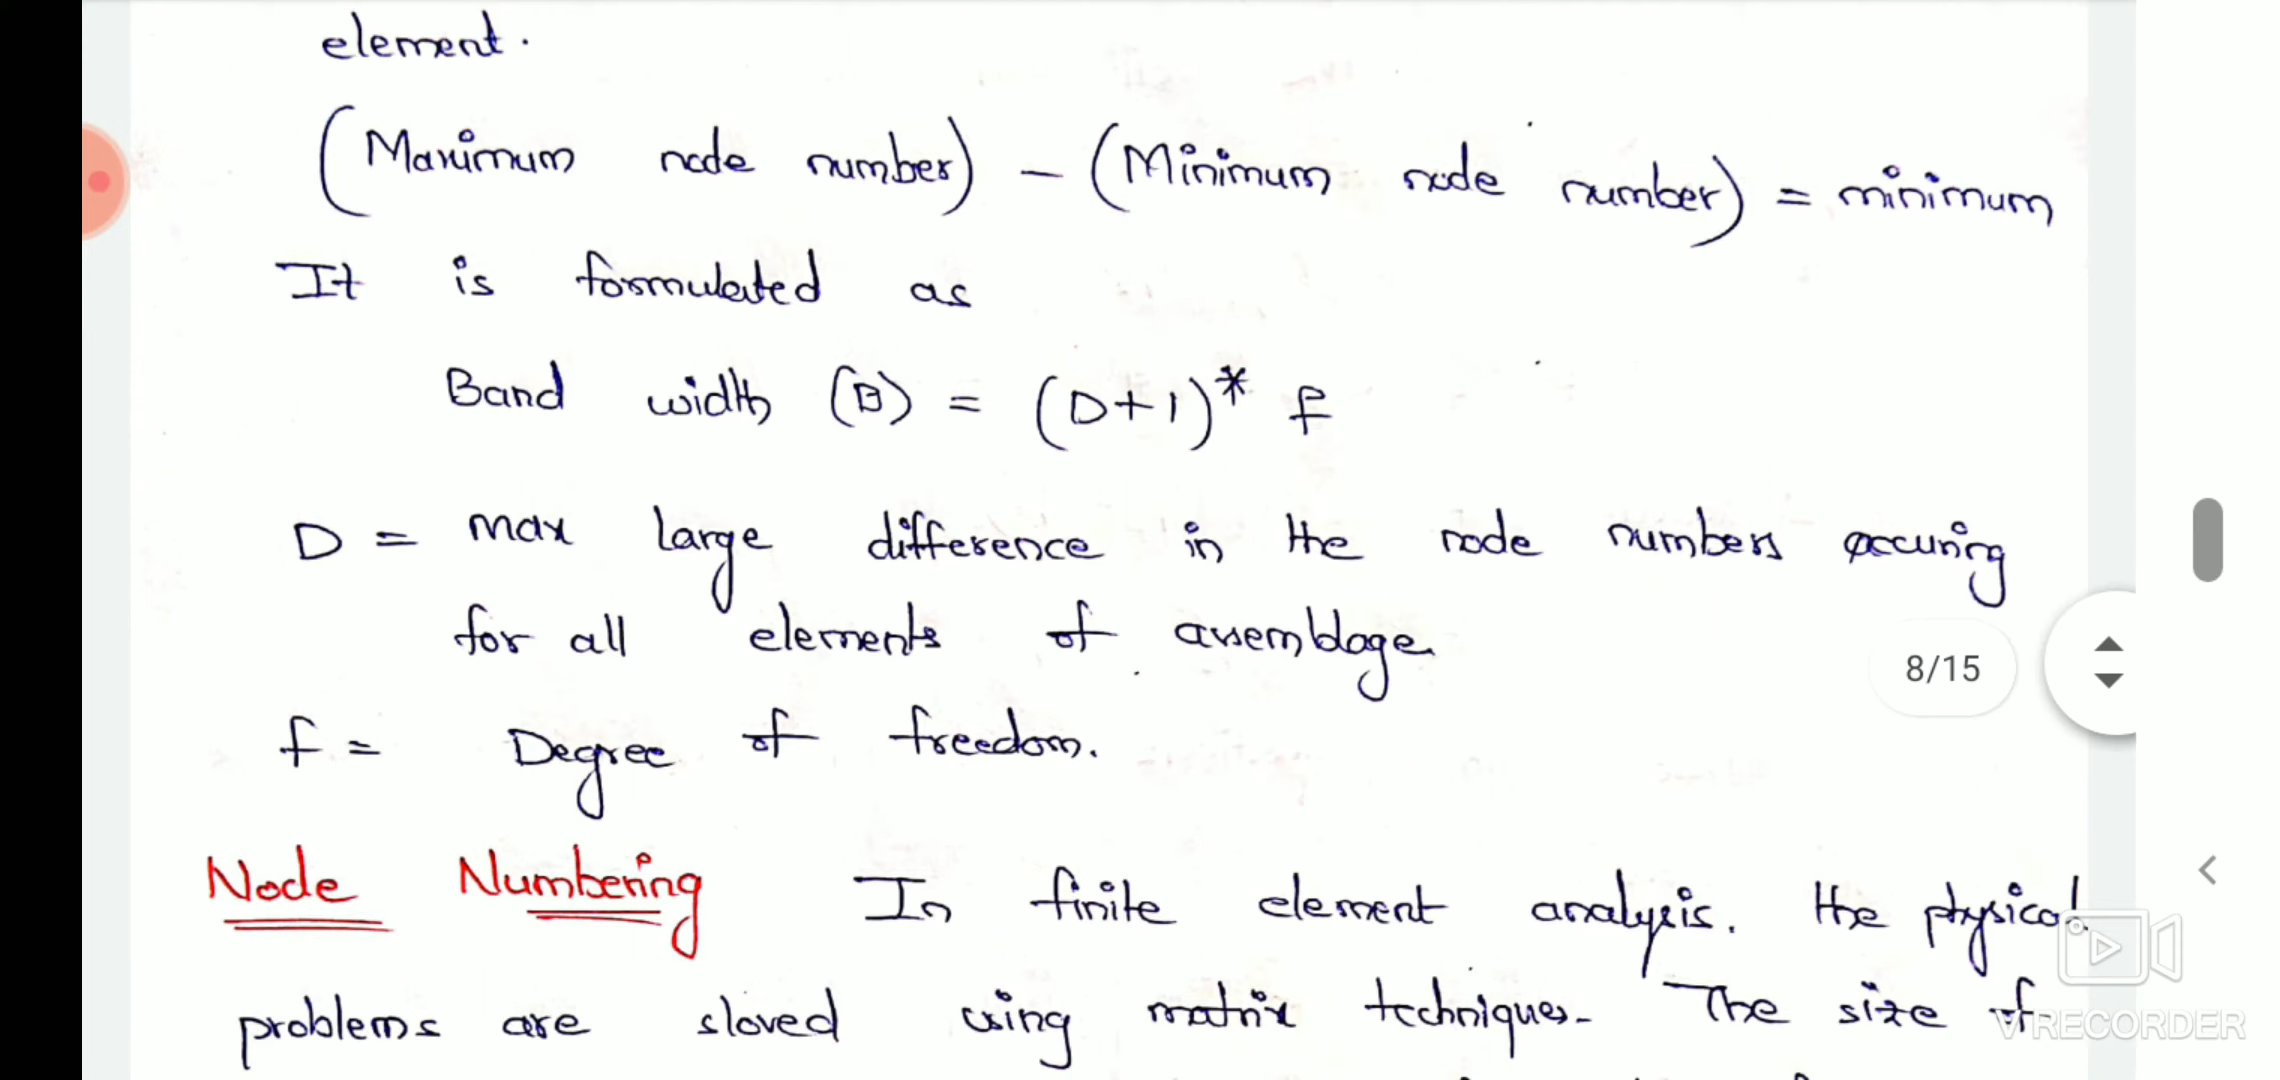 element.
(Maximum node number) - (Minimum node number) = minimum
It is formulated as
Band width (B) = (D+1)* f
D = max large difference in the node numbers occuring
for all elements of assemblage.
8/15
f = Degree of freedom.
Node Numbering In finite element analysis. the physical
problems are sloved using matrix techniques. The size of
VRECORDER